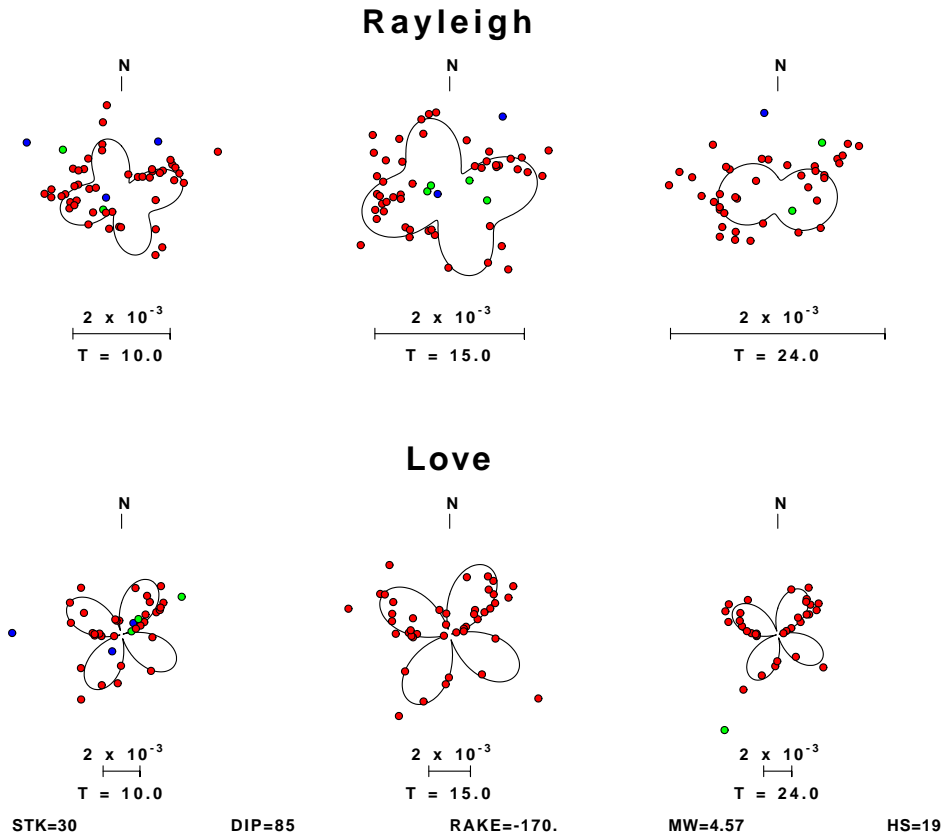 Rayleigh
N N N
2 x 10-3 2 x 10-3 2 x 10-3
T = 10.0 T = 15.0 T = 24.0
Love
N N N
2 x 10-3 2 x 10-3 2 x 10-3
T = 10.0 T = 15.0 T = 24.0
STK=30 DIP=85 RAKE=-170. MW=4.57 HS=19